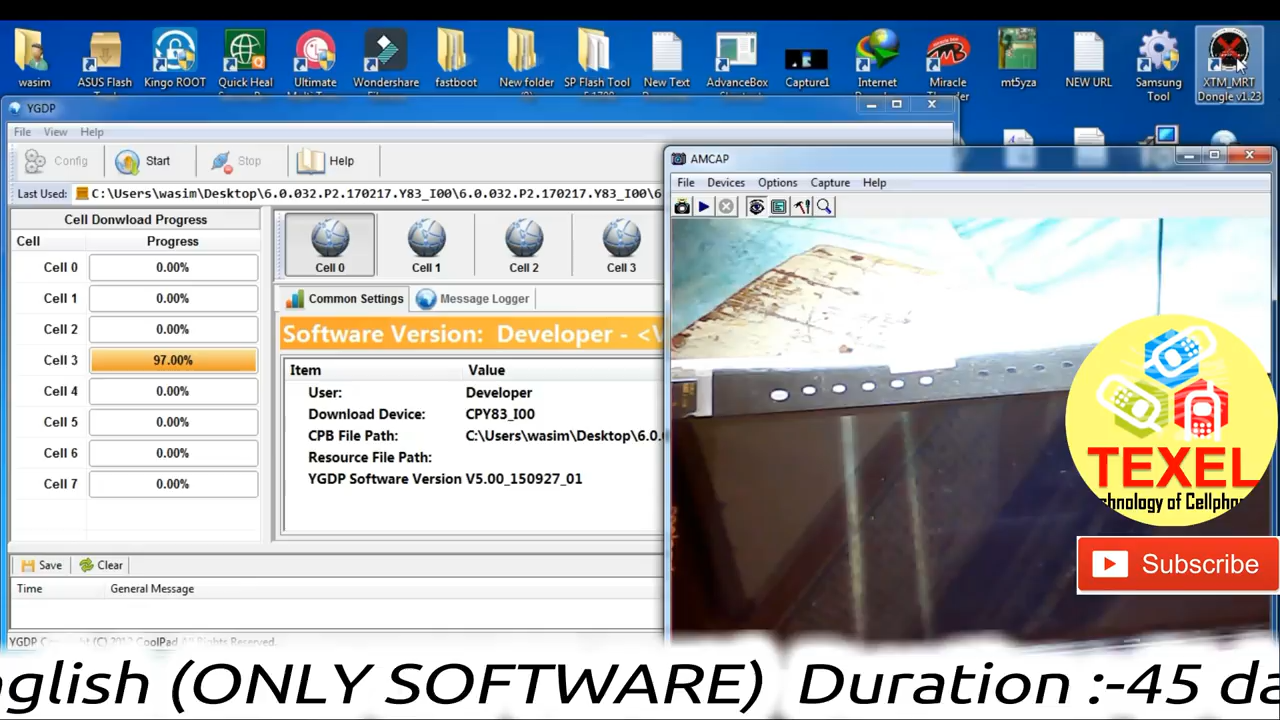 wasim
ASUS Flash
Kingo ROOT
Quick Heal
Ultimate
Wondershare
fastboot
New folder
SP Flash Tool
New Text
AdvanceBox
Capture1
Internet
Miracle
mt5yza
NEW URL
Samsung Tool
XTM_MRT Dongle v1.23
YGDP
File View Help
Config Start Stop Help
Last Used: C:\Users\wasim\Desktop\6.0.032.P2.170217.Y83_I00\6.0.032.P2.170217.Y83_I00\6
Cell Donwload Progress
Cell Progress
Cell 0 0.00%
Cell 1 0.00%
Cell 2 0.00%
Cell 3 97.00%
Cell 4 0.00%
Cell 5 0.00%
Cell 6 0.00%
Cell 7 0.00%
Cell 0 Cell 1 Cell 2 Cell 3
Common Settings Message Logger
Software Version: Developer - <V
Item Value
User: Developer
Download Device: CPY83_I00
CPB File Path: C:\Users\wasim\Desktop\6.0.
Resource File Path:
YGDP Software Version V5.00_150927_01
Save Clear
Time General Message
CoolPad All Rights Reserved.
AMCAP
File Devices Options Capture Help
TEXEL
Subscribe
nglish (ONLY SOFTWARE) Duration :-45 da